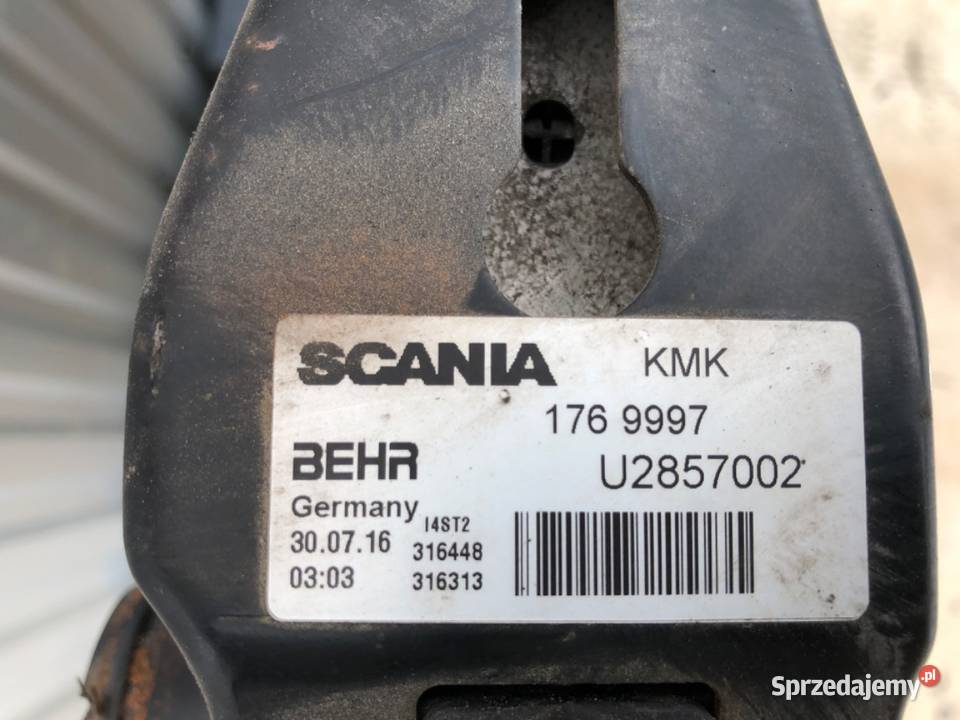 SCANIA KMK
176 9997
BEHR U2857002
Germany I4ST2
30.07.16 316448
03:03 316313
Sprzedajemy.pl